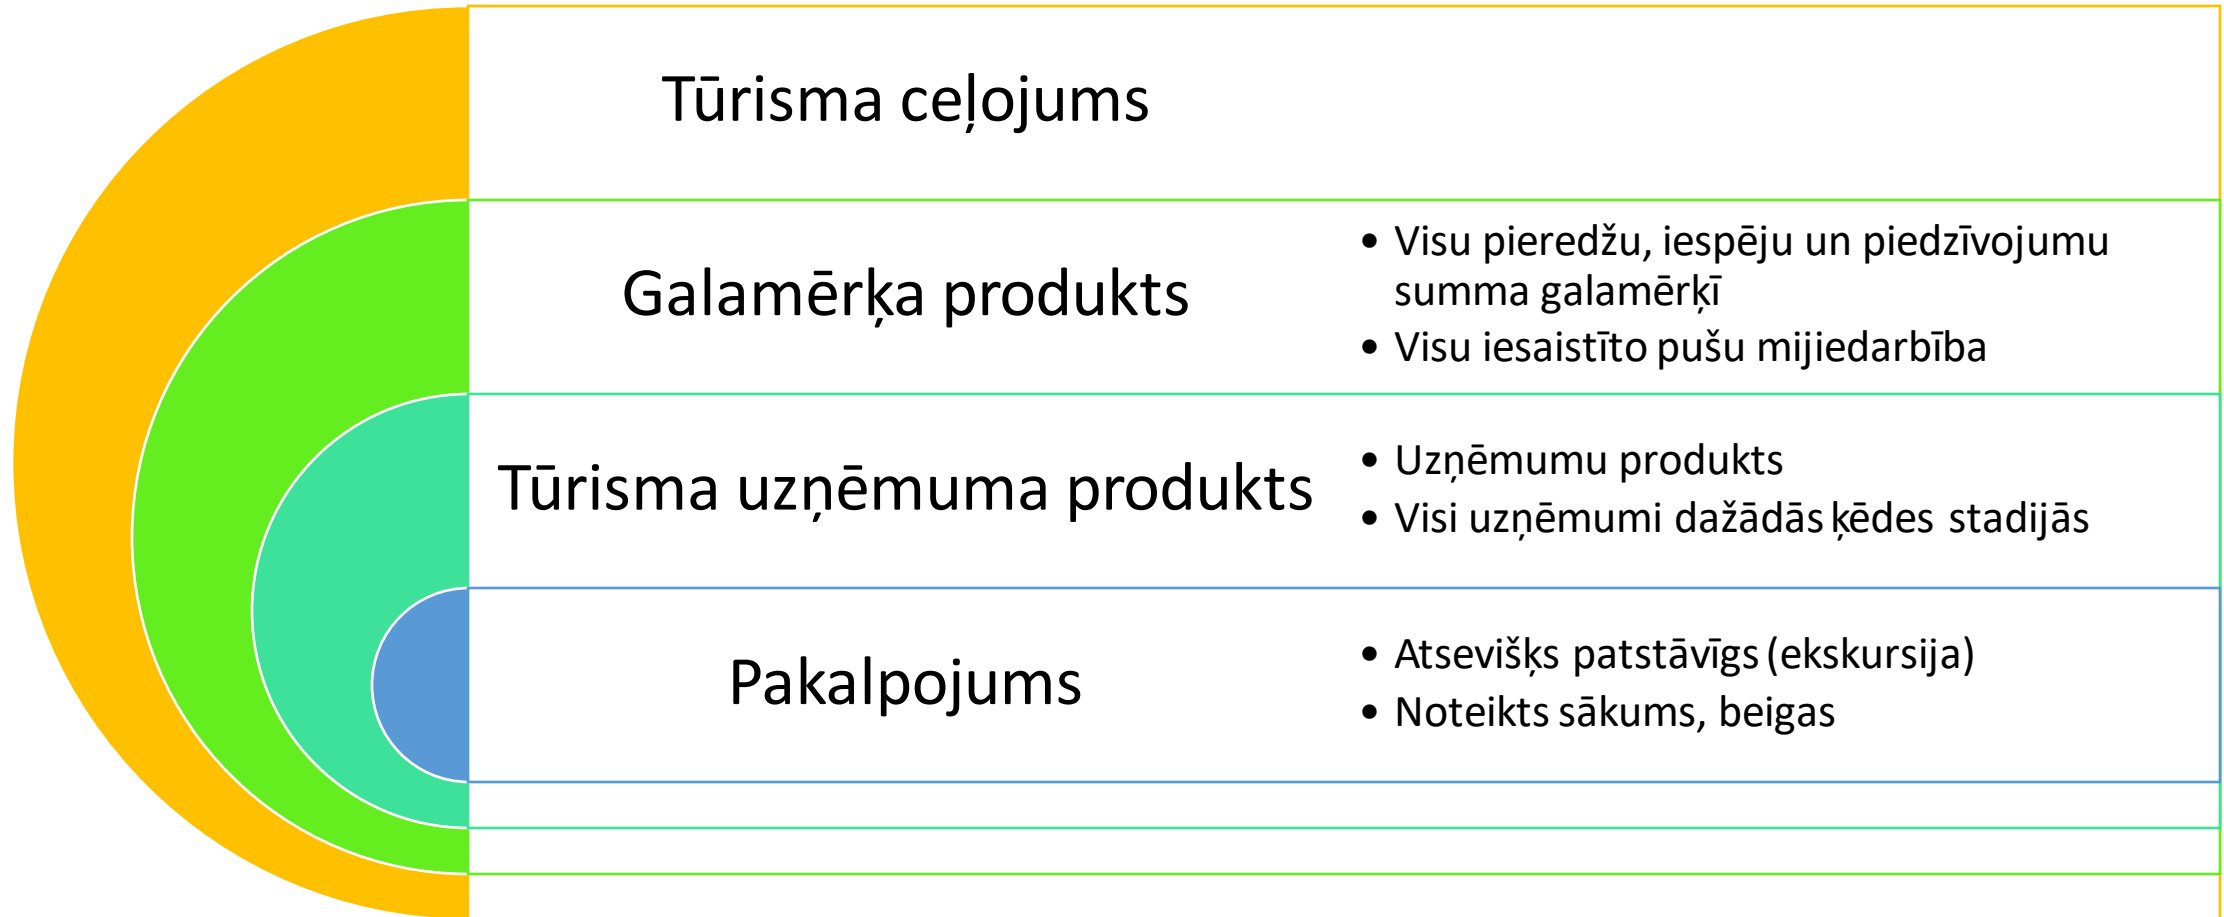 Tūrisma ceļojums
Galamērķa produkts
• Visu pieredžu, iespēju un piedzīvojumu
summa galamērķī
• Visu iesaistīto pušu mijiedarbība
Tūrisma uzņēmuma produkts
• Uzņēmumu produkts
• Visi uzņēmumi dažādās ķēdes stadijās
Pakalpojums
• Atsevišķs patstāvīgs (ekskursija)
• Noteikts sākums, beigas